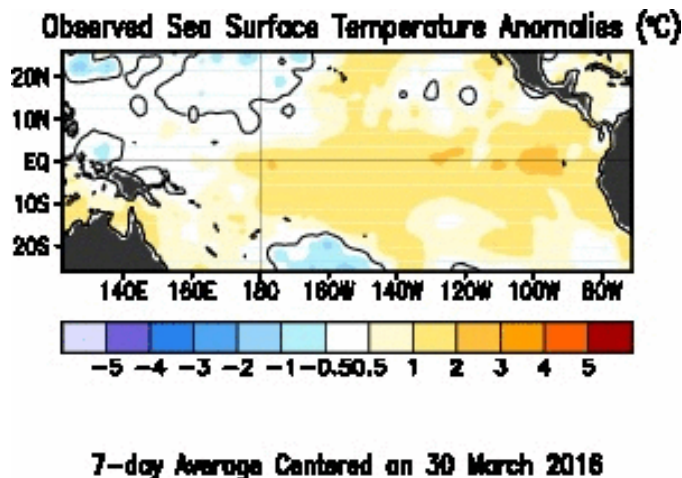 Observed Sea Surface Temperature Anomalies (°C)
20N
10N
EQ
10S
20S
140E 160E 180 160W 140W 120W 100W 80W
-5 -4 -3 -2 -1 -0.5 0.5 1 2 3 4 5
7-day Average Centered on 30 March 2016